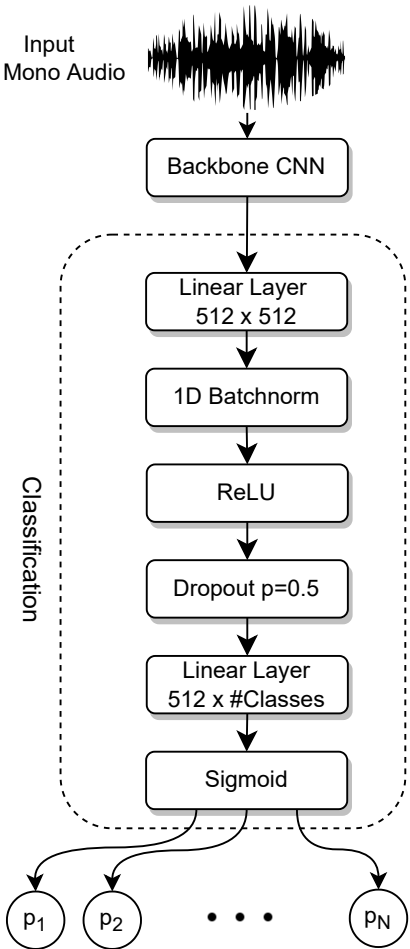 Input
Mono Audio
Backbone CNN
Linear Layer
512 x 512
1D Batchnorm
ReLU
Classification
Dropout p=0.5
Linear Layer
512 x #Classes
Sigmoid
p1
p2
• • •
pN